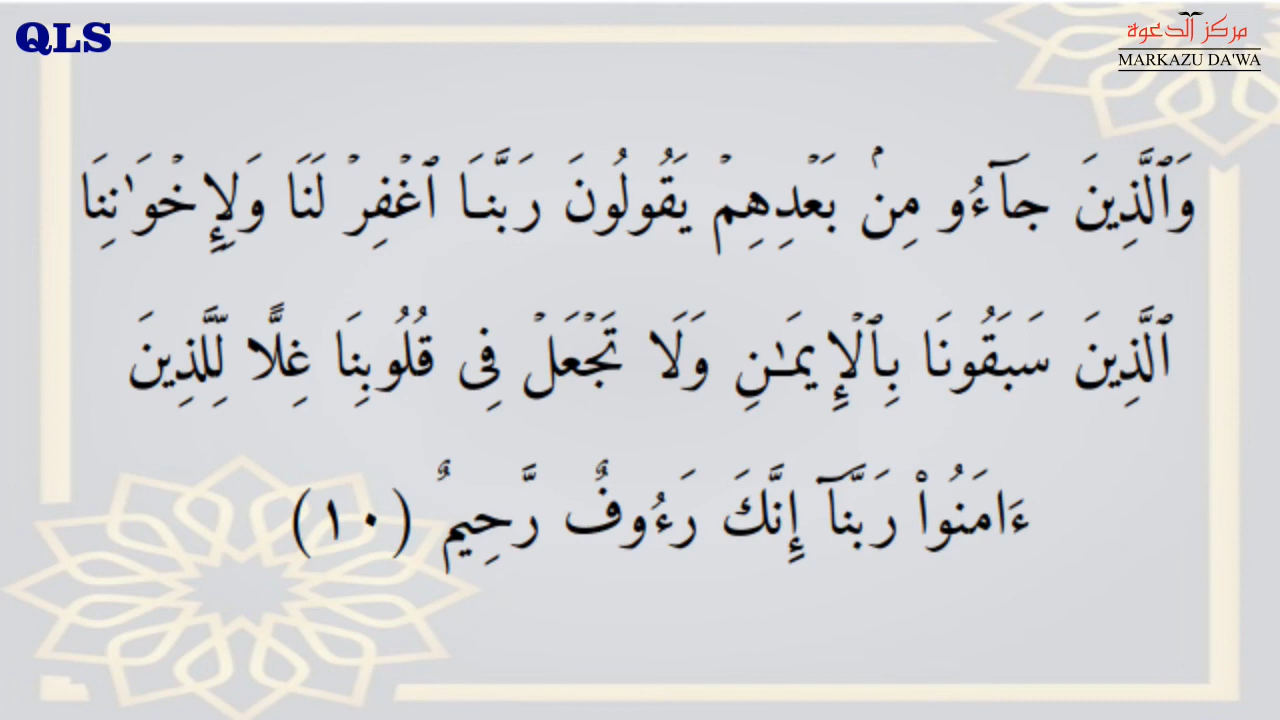 QLS
مركز الدعوة
MARKAZU DA'WA
وَٱلَّذِينَ جَآءُو مِنۢ بَعۡدِهِمۡ يَقُولُونَ رَبَّنَا ٱغۡفِرۡ لَنَا وَلِإِخۡوَٰنِنَا
ٱلَّذِينَ سَبَقُونَا بِٱلۡإِيمَٰنِ وَلَا تَجۡعَلۡ فِى قُلُوبِنَا غِلًّا لِّلَّذِينَ
ءَامَنُواْ رَبَّنَآ إِنَّكَ رَءُوفٌ رَّحِيمٌ (١٠)